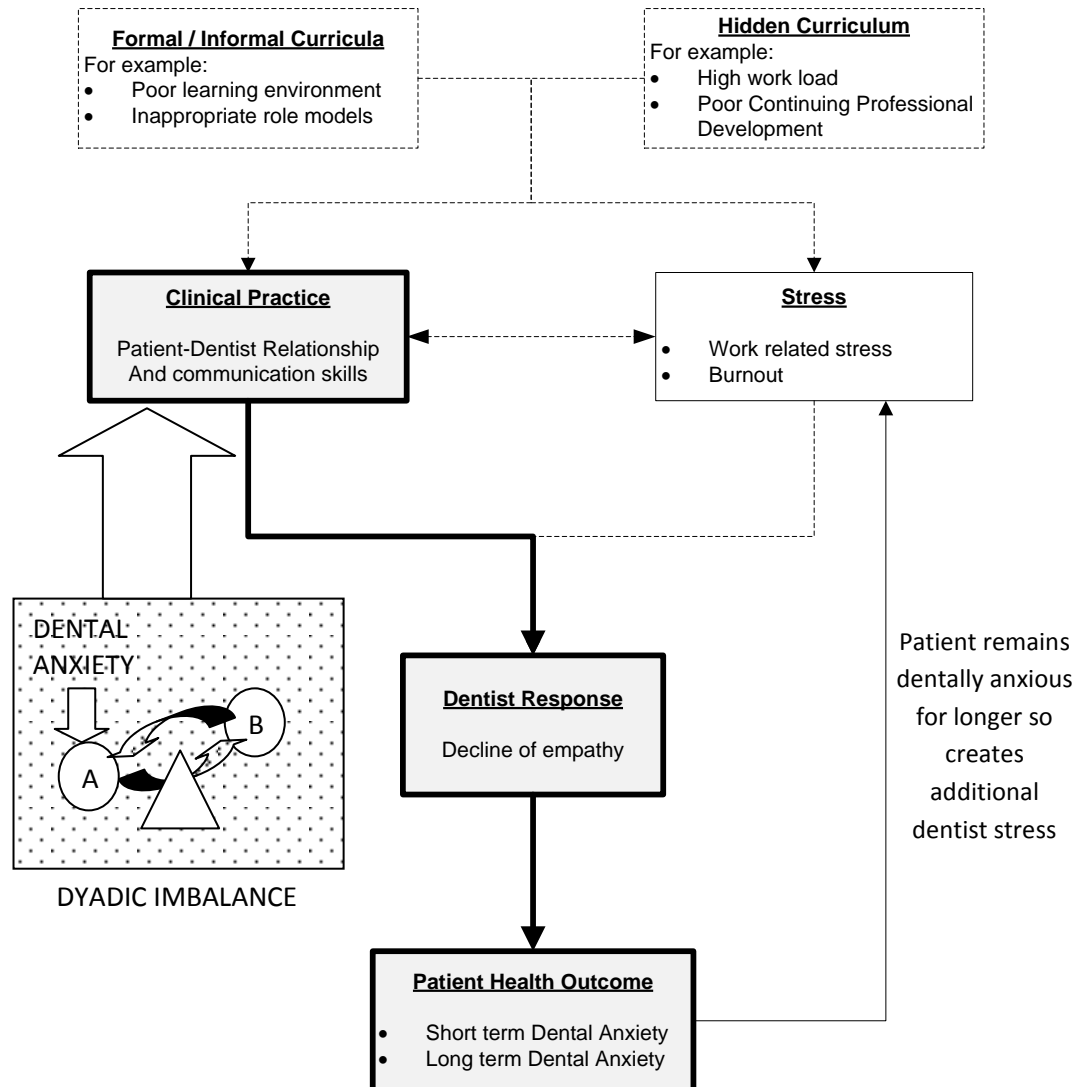 Formal / Informal Curricula
For example:
• Poor learning environment
• Inappropriate role models
Hidden Curriculum
For example:
• High work load
• Poor Continuing Professional
Development
Clinical Practice
Patient-Dentist Relationship
And communication skills
Stress
• Work related stress
• Burnout
DENTAL
ANXIETY
A
B
DYADIC IMBALANCE
Dentist Response
Decline of empathy
Patient remains
dentally anxious
for longer so
creates
additional
dentist stress
Patient Health Outcome
• Short term Dental Anxiety
• Long term Dental Anxiety